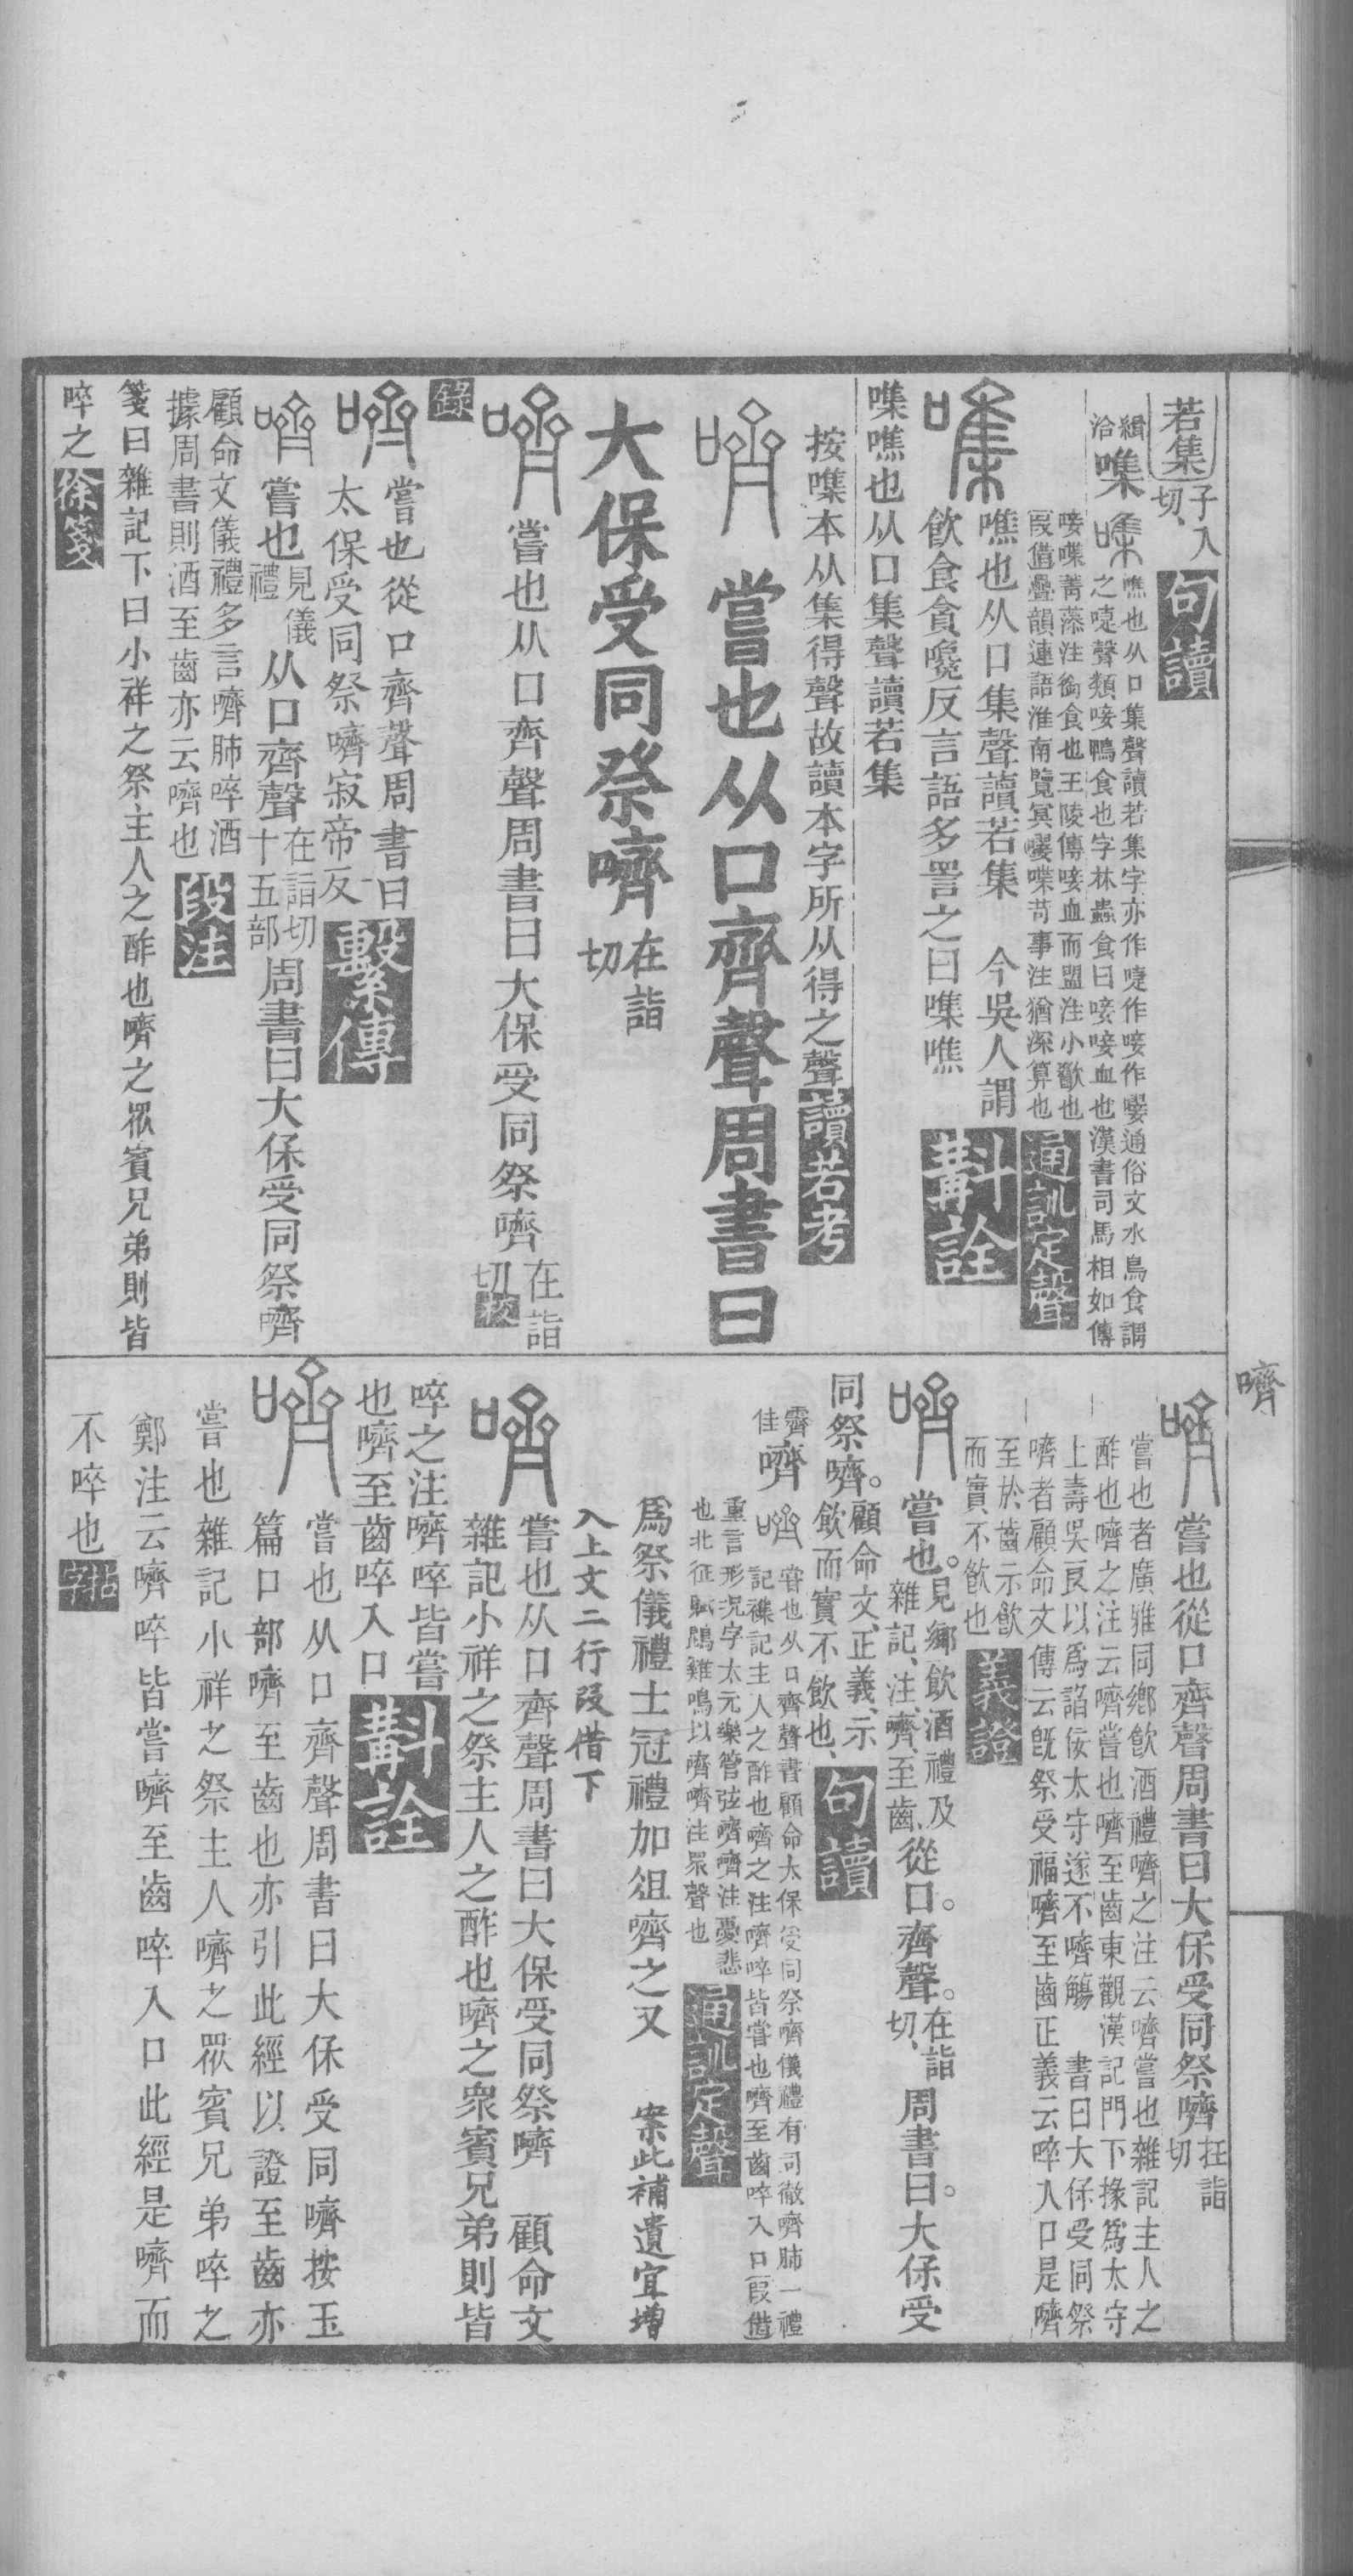 若集子入切、句讀
緝洽 噍
噍也从口集聲讀若集字亦作㗱作唼作嘬通俗文水鳥食謂
之㗱聲類唼鴨食也字林蟲食曰唼唼血也漢書司馬相如傳
唼喋菁藻注銜食也王陵傳唼血而盟注小歠也
叚借疊韻連語淮南覽冥嘬喋苛事注猶深算也 通訓定聲
噍也从口集聲讀若集 今吳人謂
飲食貪嚵反言語多詈之曰噍 斠詮
噍也从口集聲讀若集
按本从集得聲故讀本字所从得之聲 讀若考
嚌 嘗也从口齊聲周書曰
大保受同祭嚌在詣切
嚌 嘗也从口齊聲周書曰大保受同祭嚌在詣切 校
錄
嚌 嘗也從口齊聲周書曰
太保受同祭嚌寂帝反 繫傳
嚌 嘗也見儀禮从口齊聲在詣切十五部周書曰大保受同祭嚌
顧命文儀禮多言嚌肺啐酒
據周書則酒至齒亦云嚌也 段注
箋曰雜記下曰小祥之祭主人之酢也嚌之眾賓兄弟則皆
啐之 徐箋
嚌
嚌 嘗也從口齊聲周書曰大保受同祭嚌在詣切
嘗也者廣雅同鄉飲酒禮嚌之注云嚌嘗也雜記主人之
酢也嚌之注云嚌嘗也嚌至齒東觀漢記門下掾為太守
上壽吳良以為諂佞太守遂不嚌觴 書曰大保受同祭
嚌者顧命文傳云既祭受福嚌至齒正義云啐入口是嚌
至於齒示飲
而實不飲也 義證
嚌 嘗也。見鄉飲酒禮及雜記、注、嚌、至齒、從口。齊聲。在詣切、周書曰。大保受
同祭嚌。顧命文、正義、示飲而實不飲也、 句讀
霽佳 嚌
嘗也从口齊聲書顧命太保受同祭嚌儀禮有司徹嚌肺一禮
記襍記主人之酢也嚌之注嚌啐皆嘗也嚌至齒啐入口叚借
重言形況字太元樂管弦嚌嚌注憂悲
也北征賦鵾雞鳴以嚌嚌注眾聲也 通訓定聲
爲祭儀禮士冠禮加俎嚌之又 案此補遺宜增
入上文二行叚借下
嚌 嘗也从口齊聲周書曰大保受同祭嚌 顧命文
雜記小祥之祭主人之酢也嚌之眾賓兄弟則皆
啐之注嚌啐皆嘗
也嚌至齒啐入口 斠詮
嚌 嘗也从口齊聲周書曰大保受同嚌按玉
篇口部嚌至齒也亦引此經以證至齒亦
嘗也雜記小祥之祭主人嚌之眾賓兄弟啐之
鄭注云嚌啐皆嘗嚌至齒啐入口此經是嚌而
不啐也